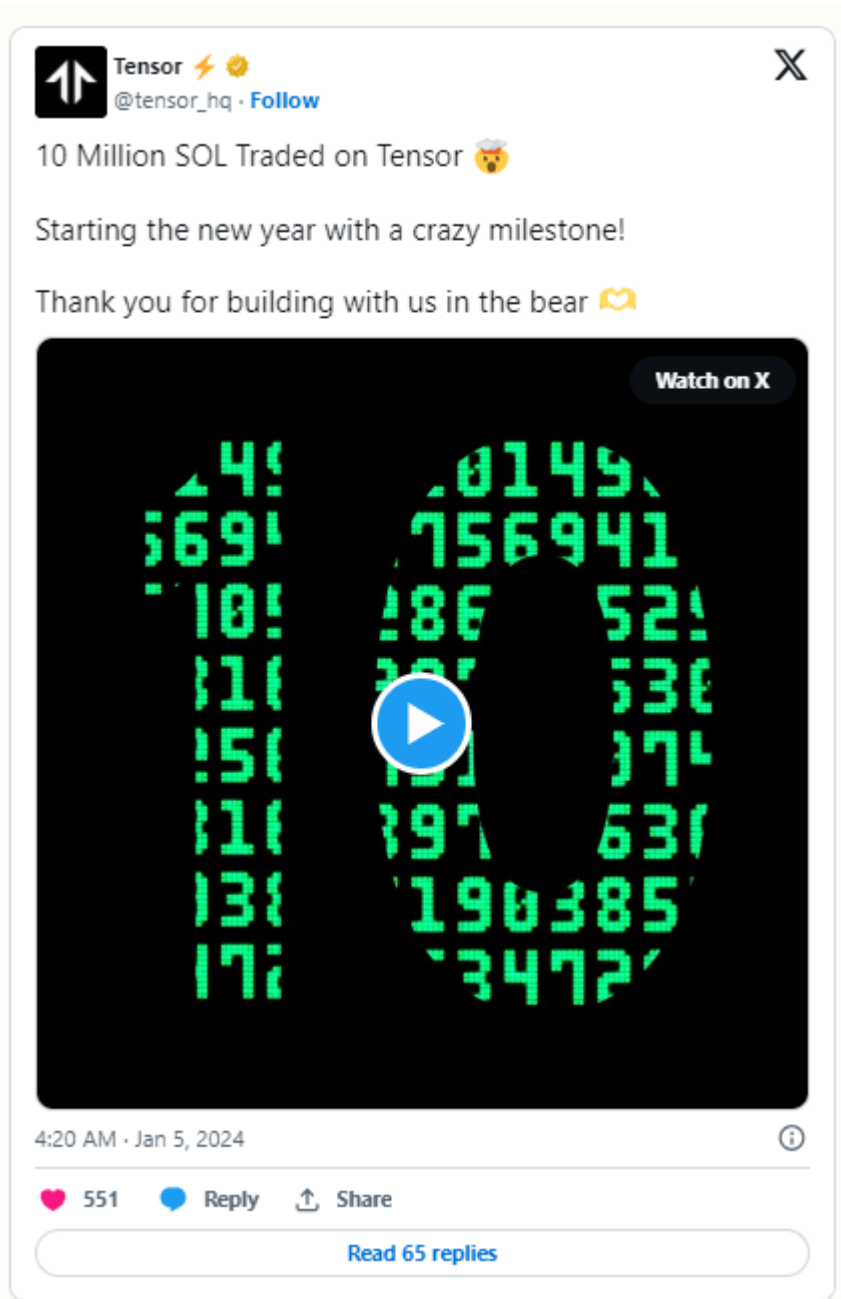 Tensor ⚡
@tensor_hq · Follow
10 Million SOL Traded on Tensor 🤯
Starting the new year with a crazy milestone!
Thank you for building with us in the bear 🫶
Watch on X
10
4:20 AM · Jan 5, 2024
551 Reply Share
Read 65 replies